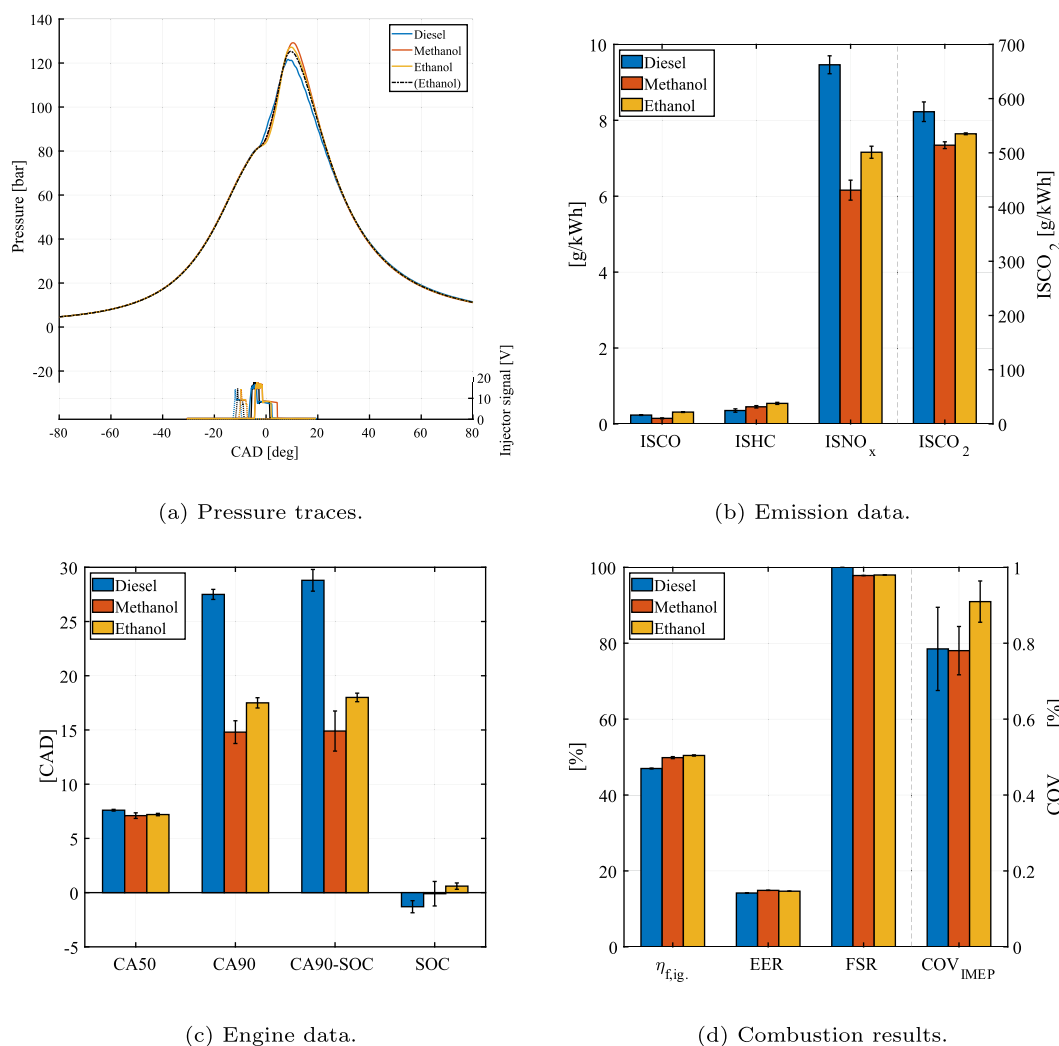 140
120
100
80
60
40
20
0
-20
Pressure [bar]
Diesel
Methanol
Ethanol
(Ethanol)
20
10
0
Injector signal [V]
-80
-60
-40
-20
0
20
40
60
80
CAD [deg]
(a) Pressure traces.
10
8
6
4
2
0
[g/kWh]
Diesel
Methanol
Ethanol
700
600
500
400
300
200
100
0
ISCO2 [g/kWh]
ISCO
ISHC
ISNOx
ISCO2
(b) Emission data.
30
25
20
15
10
5
0
-5
[CAD]
Diesel
Methanol
Ethanol
CA50
CA90
CA90-SOC
SOC
(c) Engine data.
100
80
60
40
20
0
[%]
Diesel
Methanol
Ethanol
1
0.8
0.6
0.4
0.2
0
COV [%]
ηf,ig.
EER
FSR
COVIMEP
(d) Combustion results.